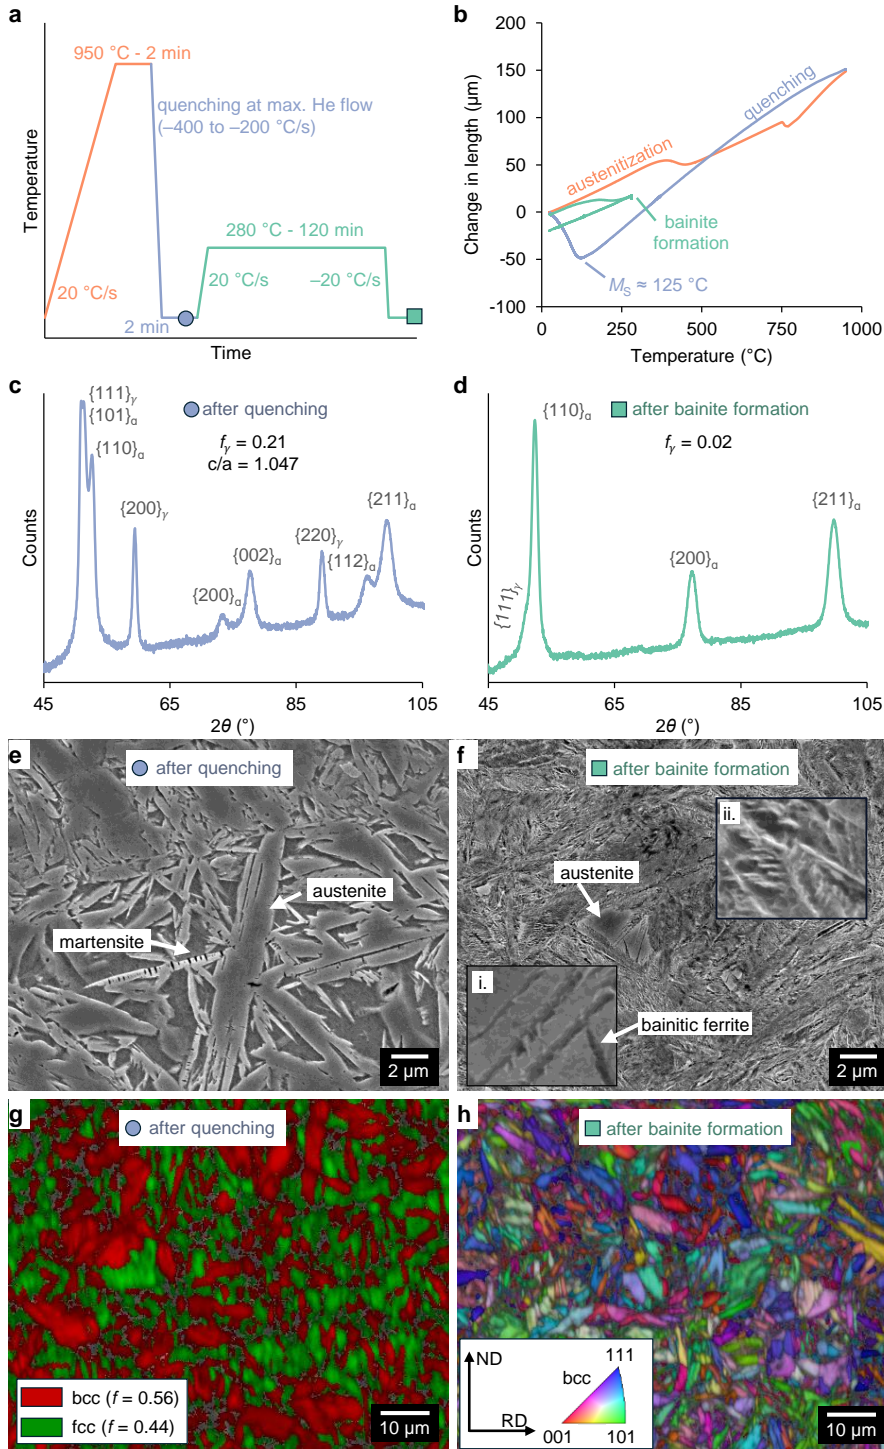 a
950 °C - 2 min
quenching at max. He flow
(–400 to –200 °C/s)
280 °C - 120 min
20 °C/s
20 °C/s
–20 °C/s
2 min
Temperature
Time
b
200
150
100
50
0
-50
-100
Change in length (µm)
quenching
austenitization
bainite
formation
MS ≈ 125 °C
0
250
500
750
1000
Temperature (°C)
c
{111}γ
{101}α
{110}α
{200}γ
{200}α
{002}α
{220}γ
{112}α
{211}α
after quenching
fγ = 0.21
c/a = 1.047
Counts
45
65
85
105
2θ (°)
d
{110}α
after bainite formation
fγ = 0.02
{111}γ
{200}α
{211}α
Counts
45
65
85
105
2θ (°)
e
after quenching
austenite
martensite
2 µm
f
after bainite formation
ii.
austenite
i.
bainitic ferrite
2 µm
g
after quenching
bcc (f = 0.56)
fcc (f = 0.44)
10 µm
h
after bainite formation
ND
RD
bcc
111
001
101
10 µm